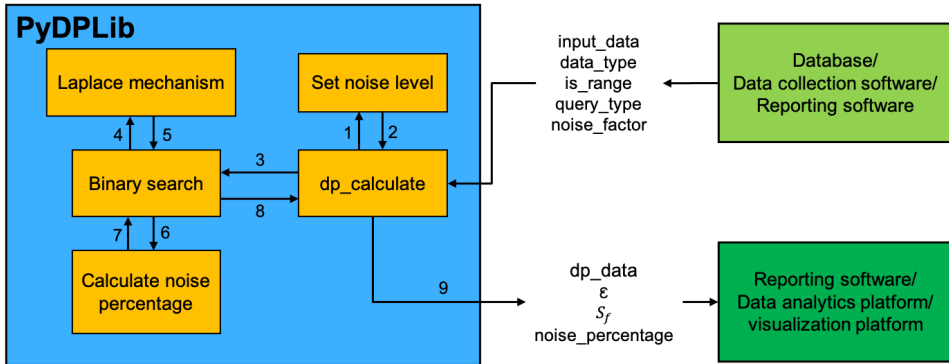 PyDPLib
Laplace mechanism
Set noise level
4
5
1
2
Binary search
3
8
dp_calculate
7
6
Calculate noise
percentage
9
input_data
data_type
is_range
query_type
noise_factor
Database/
Data collection software/
Reporting software
dp_data
ε
S_f
noise_percentage
Reporting software/
Data analytics platform/
visualization platform